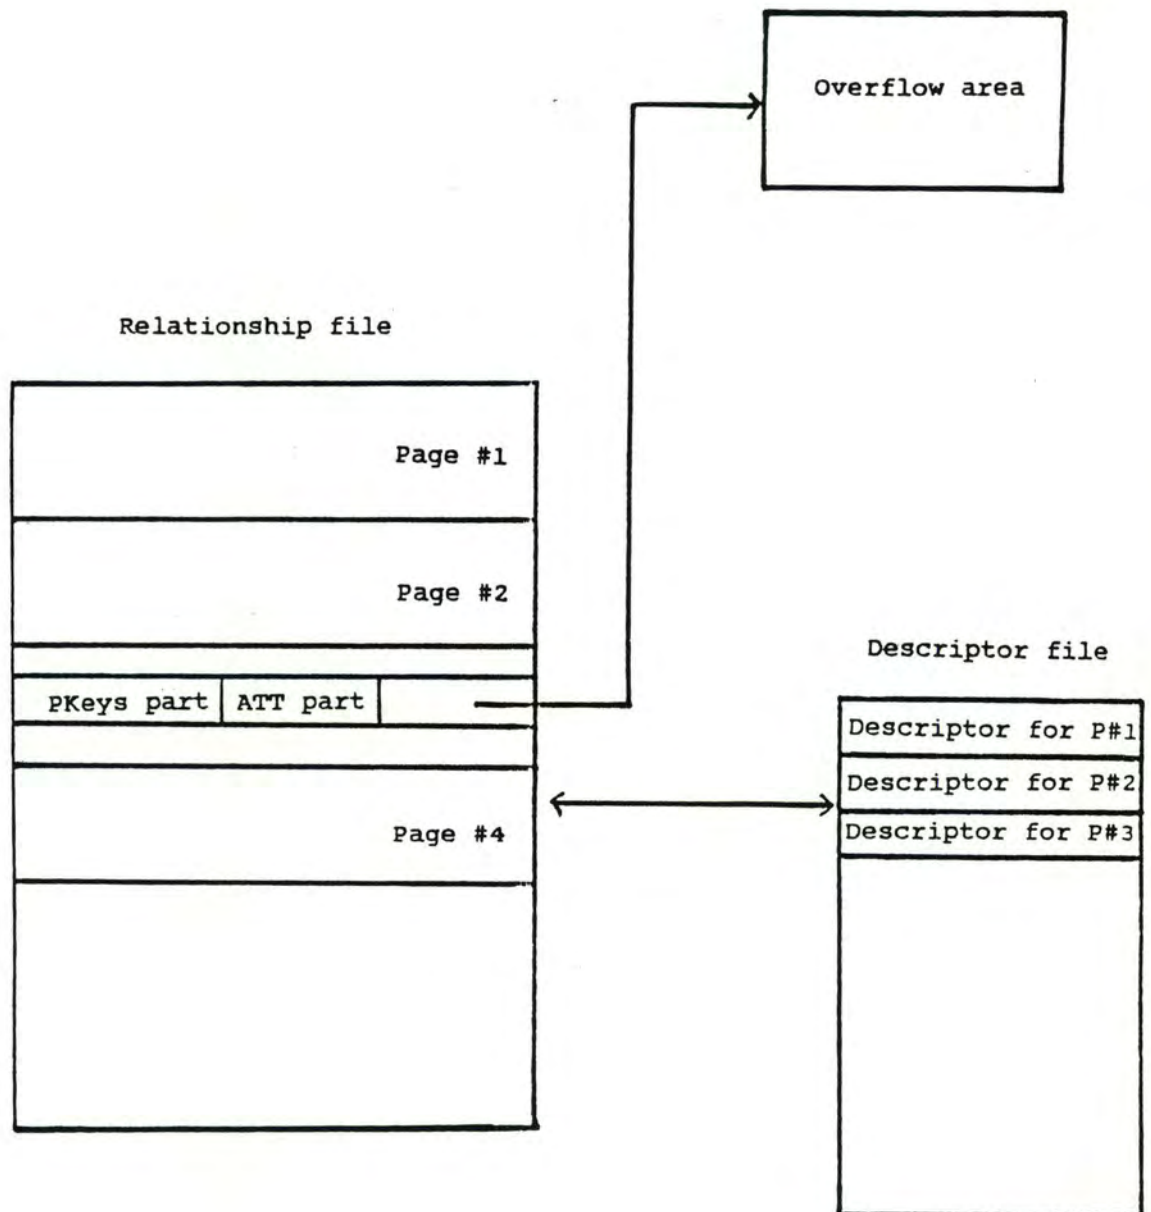 Overflow area
Relationship file
Page #1
Page #2
Descriptor file
PKeys part ATT part
Descriptor for P#1
Descriptor for P#2
Page #4
Descriptor for P#3